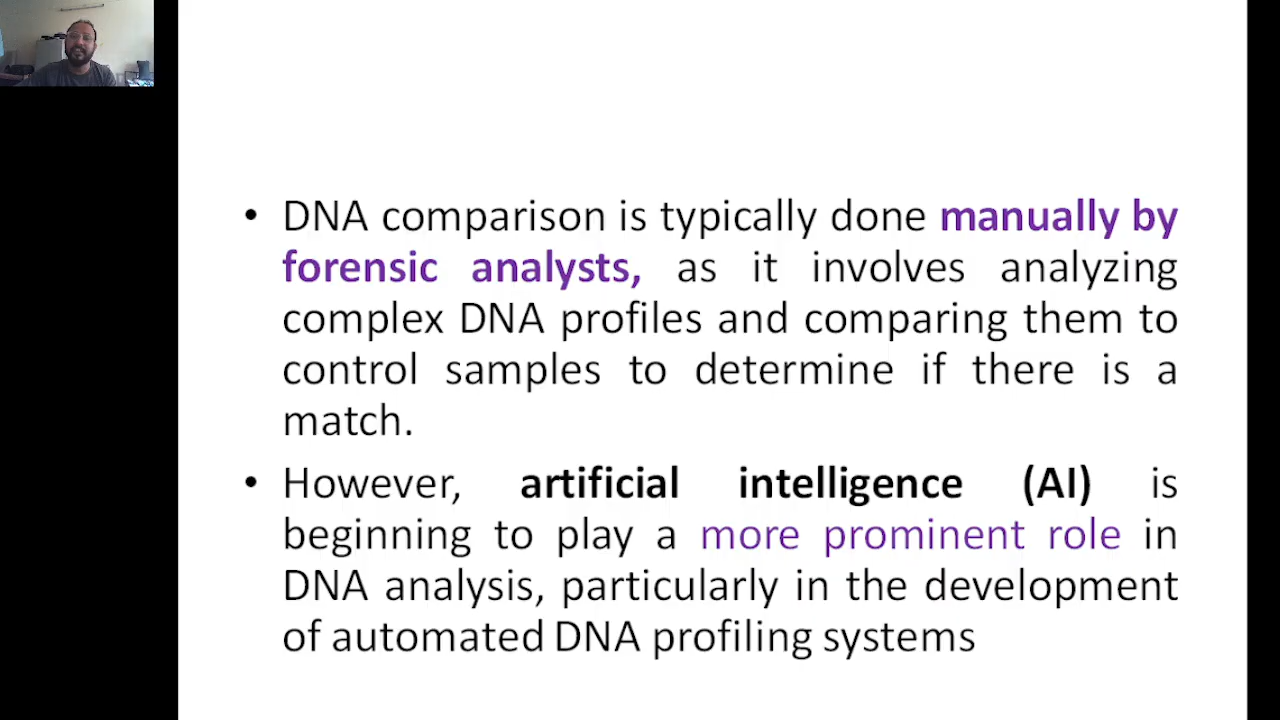 • DNA comparison is typically done manually by
forensic analysts, as it involves analyzing
complex DNA profiles and comparing them to
control samples to determine if there is a
match.
• However, artificial intelligence (AI) is
beginning to play a more prominent role in
DNA analysis, particularly in the development
of automated DNA profiling systems